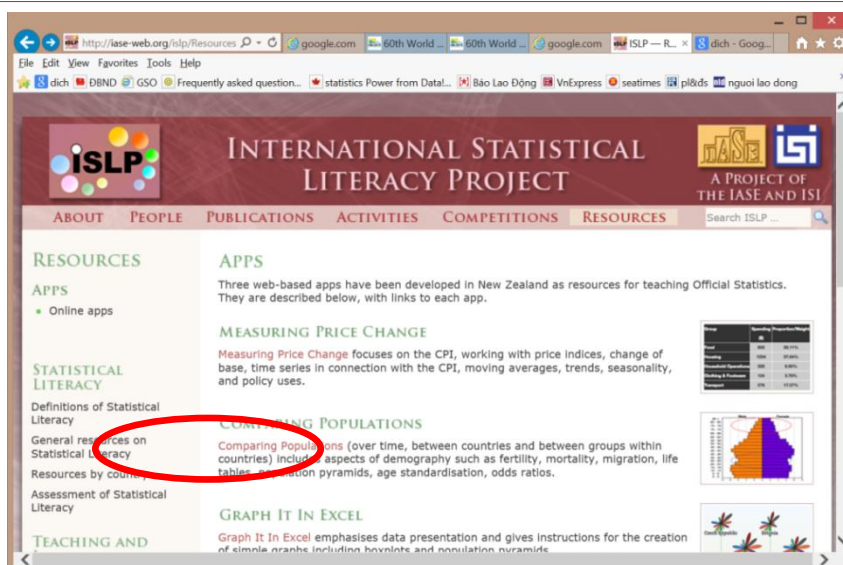 http://iase-web.org/islp/Resources
google.com
60th World ...
60th World ...
google.com
ISLP — R...
dich - Goog...
File Edit View Favorites Tools Help
dich
ĐBND
GSO
Frequently asked question...
statistics Power from Data!...
Báo Lao Động
VnExpress
seatimes
pl&ds
nguoi lao dong
iSLP
INTERNATIONAL STATISTICAL
LITERACY PROJECT
IASE
isi
A PROJECT OF
THE IASE AND ISI
ABOUT PEOPLE PUBLICATIONS ACTIVITIES COMPETITIONS RESOURCES
Search ISLP ...
RESOURCES
APPS
• Online apps
STATISTICAL
LITERACY
Definitions of Statistical
Literacy
General resources on
Statistical Literacy
Resources by country
Assessment of Statistical
Literacy
TEACHING AND
APPS
Three web-based apps have been developed in New Zealand as resources for teaching Official Statistics.
They are described below, with links to each app.
MEASURING PRICE CHANGE
Measuring Price Change focuses on the CPI, working with price indices, change of
base, time series in connection with the CPI, moving averages, trends, seasonality,
and policy uses.
COMPARING POPULATIONS
Comparing Populations (over time, between countries and between groups within
countries) includes aspects of demography such as fertility, mortality, migration, life
tables, population pyramids, age standardisation, odds ratios.
GRAPH IT IN EXCEL
Graph It In Excel emphasises data presentation and gives instructions for the creation
of simple graphs including boxplots and population pyramids.
Group
Food
Housing
Transport
Czech Republic